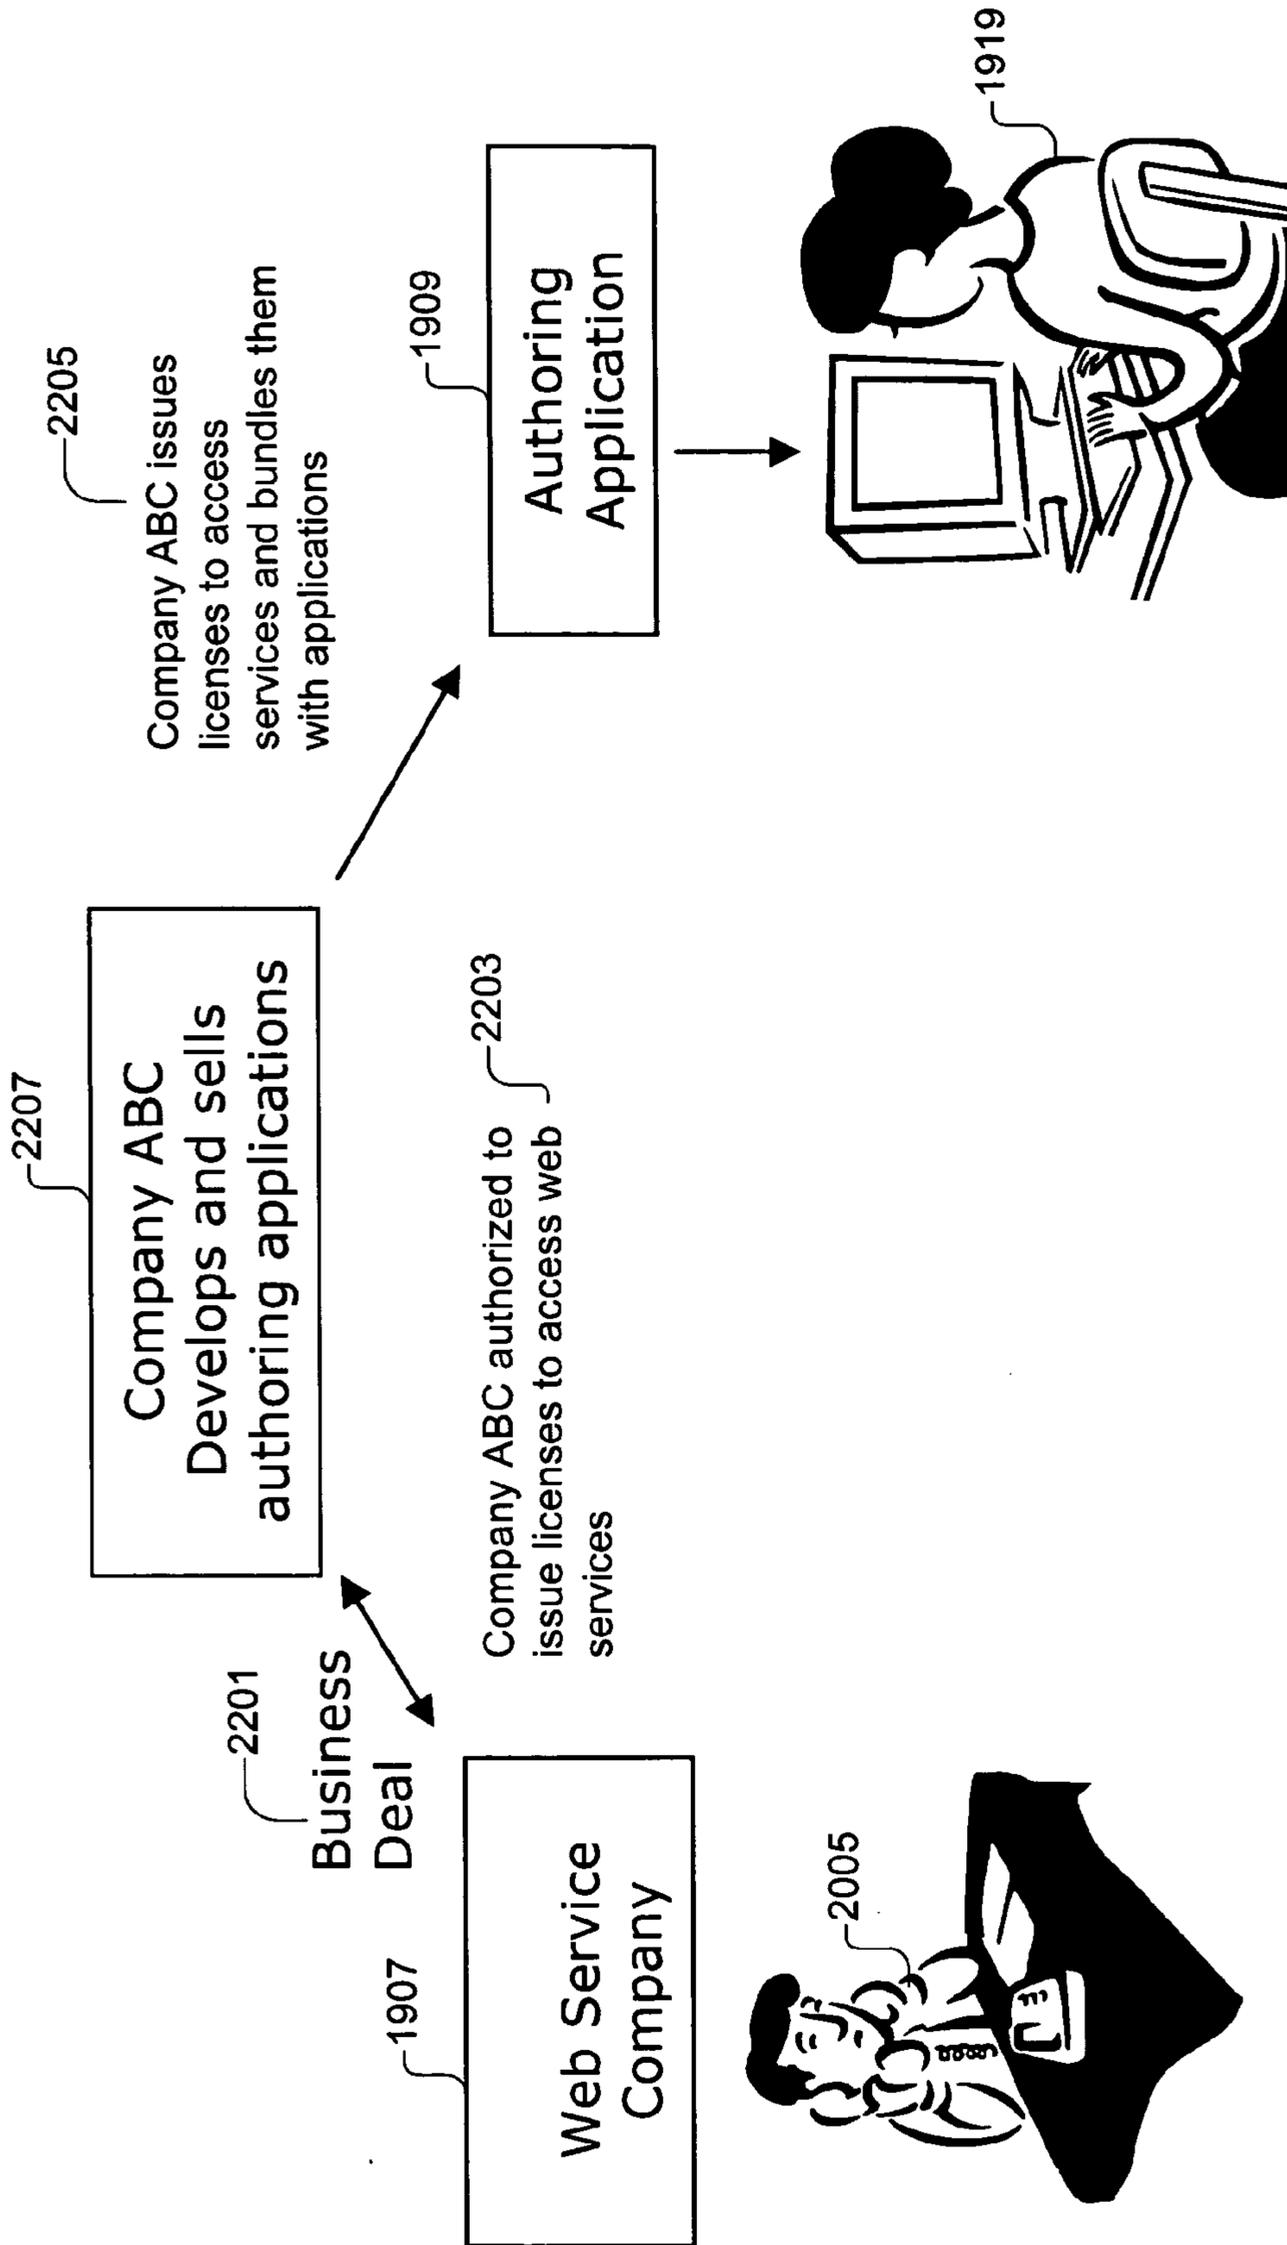 2207
Company ABC
Develops and sells
authoring applications
2205
Company ABC issues
licenses to access
services and bundles them
with applications
2201
Business
Deal
2203
Company ABC authorized to
issue licenses to access web
services
1907
Web Service
Company
1909
Authoring
Application
2005
1919